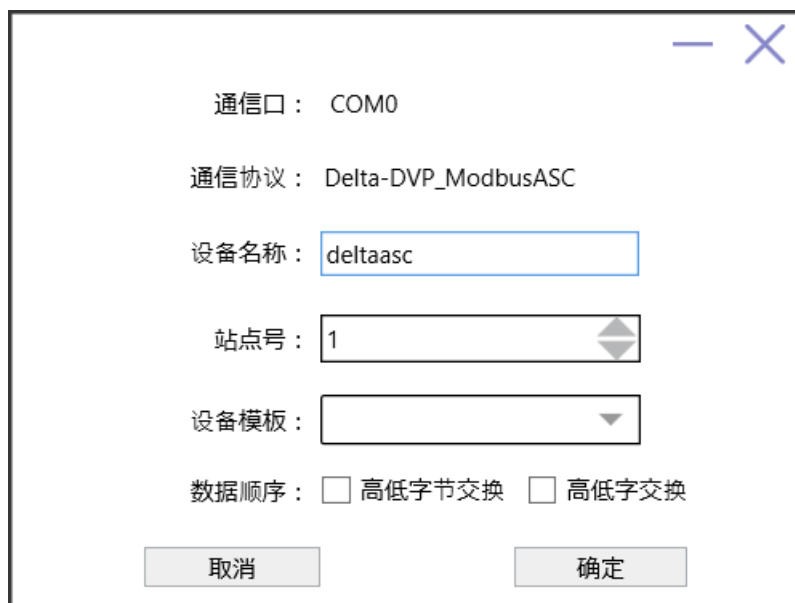 通信口： COM0
通信协议： Delta-DVP_ModbusASC
设备名称： deltaasc
站点号： 1
设备模板：
数据顺序： 高低字节交换 高低字交换
取消 确定